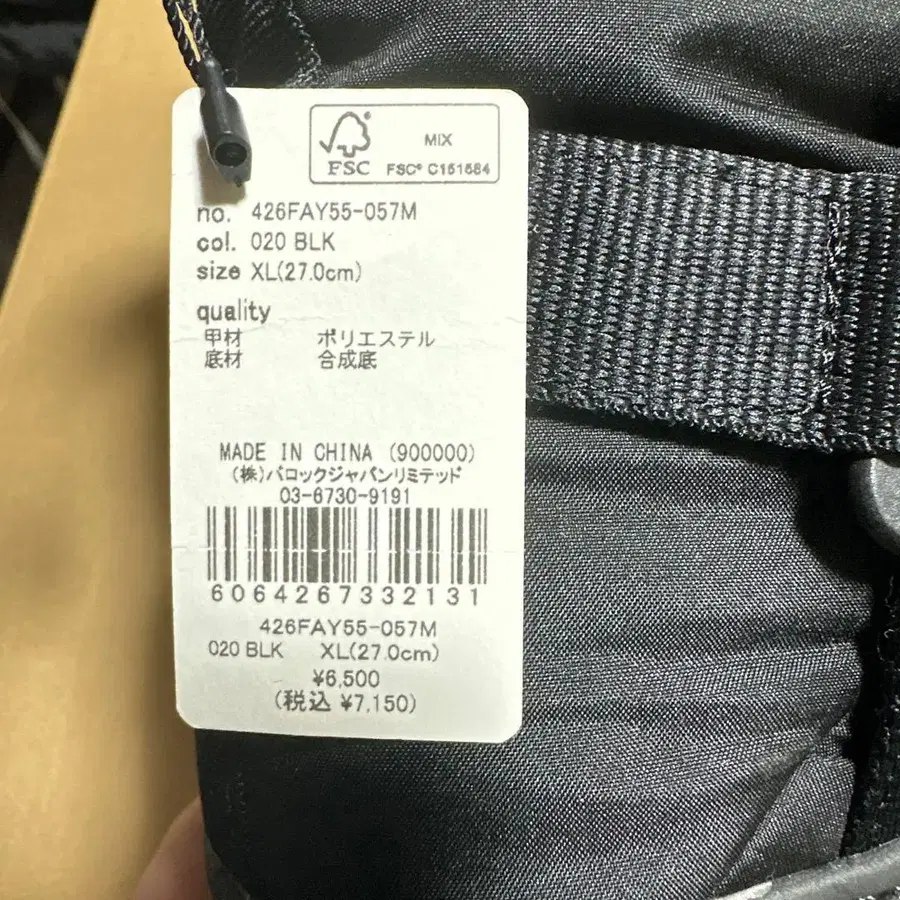 FSC
MIX
FSC® C151584
no. 426FAY55-057M
col. 020 BLK
size XL(27.0cm)
quality
甲材 ポリエステル
底材 合成底
MADE IN CHINA (900000)
(株)バロックジャパンリミテッド
03-6730-9191
6064267332131
426FAY55-057M
020 BLK XL(27.0cm)
¥6,500
(税込 ¥7,150)